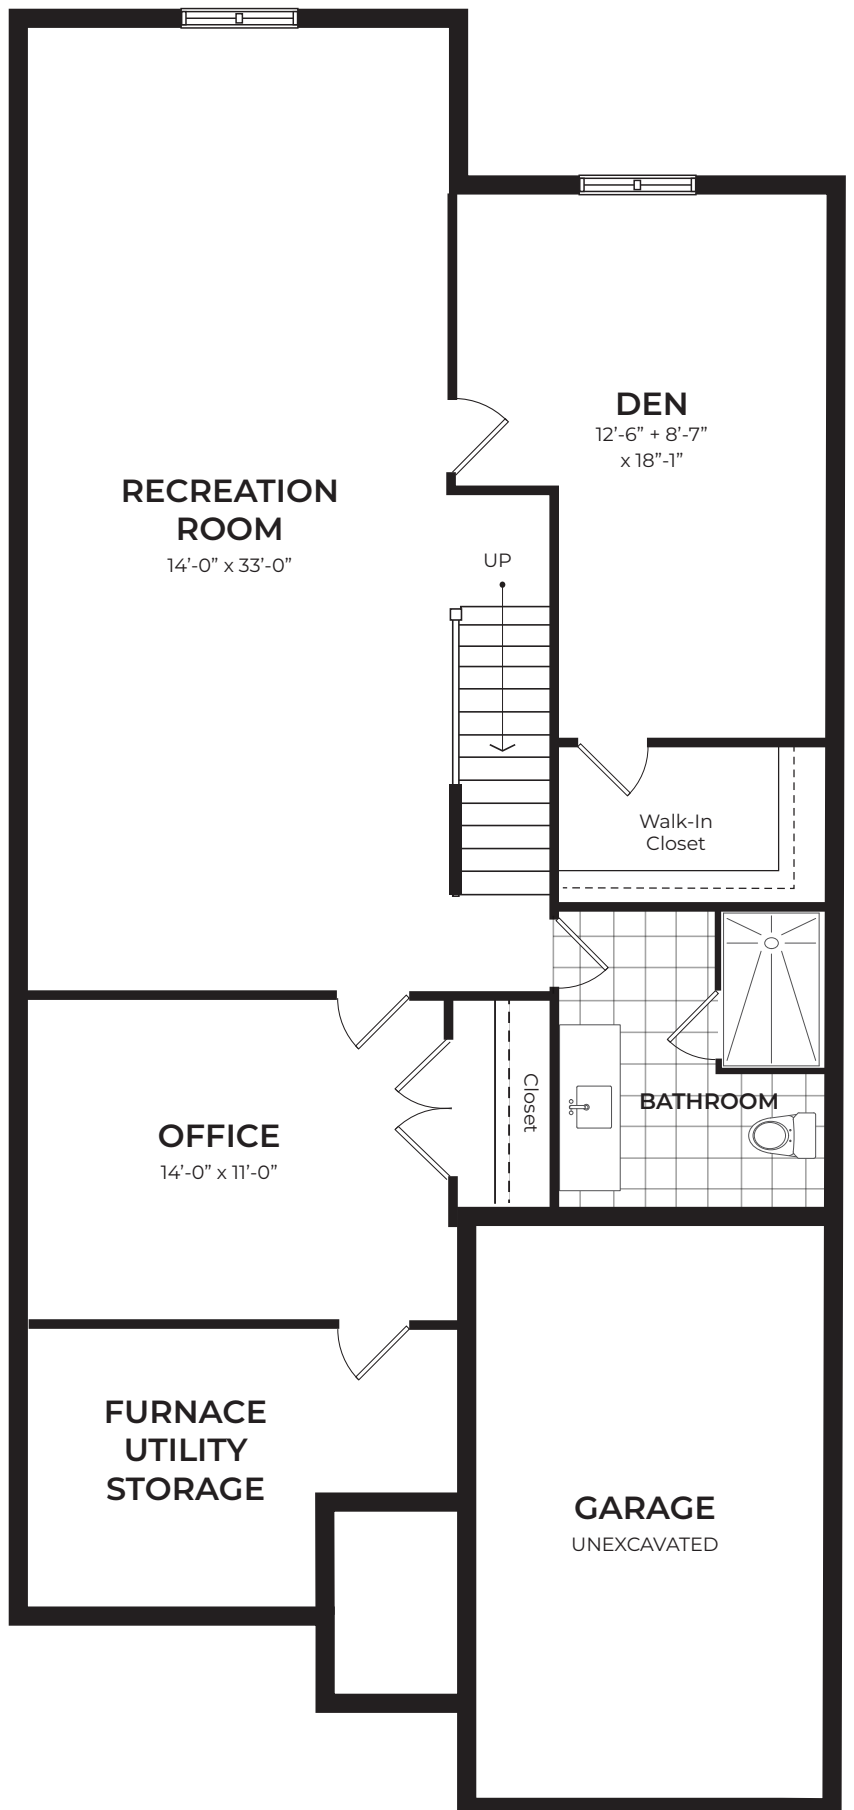 RECREATION
ROOM
14’-0” x 33’-0”
DEN
12’-6” + 8’-7”
x 18”-1”
UP
Walk-In
Closet
BATHROOM
Closet
OFFICE
14’-0” x 11’-0”
FURNACE
UTILITY
STORAGE
GARAGE
UNEXCAVATED